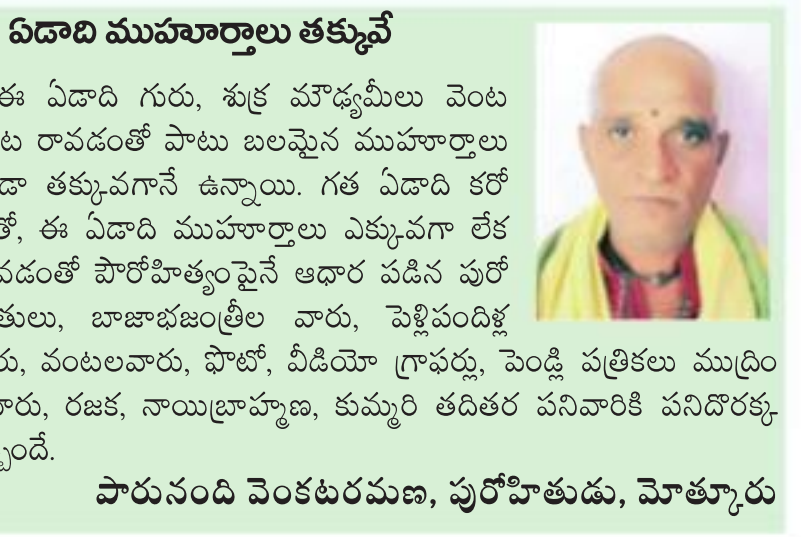 ఏడాది ముహూర్తాలు తక్కువే
ఈ ఏడాది గురు, శుక్ర మౌఢ్యమీలు వెంట
ట రావడంతో పాటు బలమైన ముహూర్తాలు
డా తక్కువగానే ఉన్నాయి. గత ఏడాది కరో
తో, ఈ ఏడాది ముహూర్తాలు ఎక్కువగా లేక
వడంతో పౌరోహిత్యంపైనే ఆధార పడిన పురో
తులు, బాజాభజంత్రీల వారు, పెళ్లిపందిళ్ల
రు, వంటలవారు, ఫొటో, వీడియో గ్రాఫర్లు, పెండ్లి పత్రికలు ముద్రిం
వారు, రజక, నాయిబ్రాహ్మణ, కుమ్మరి తదితర పనివారికి పనిదొరక్క
బ్బందే.
పారునంది వెంకటరమణ, పురోహితుడు, మోత్కూరు